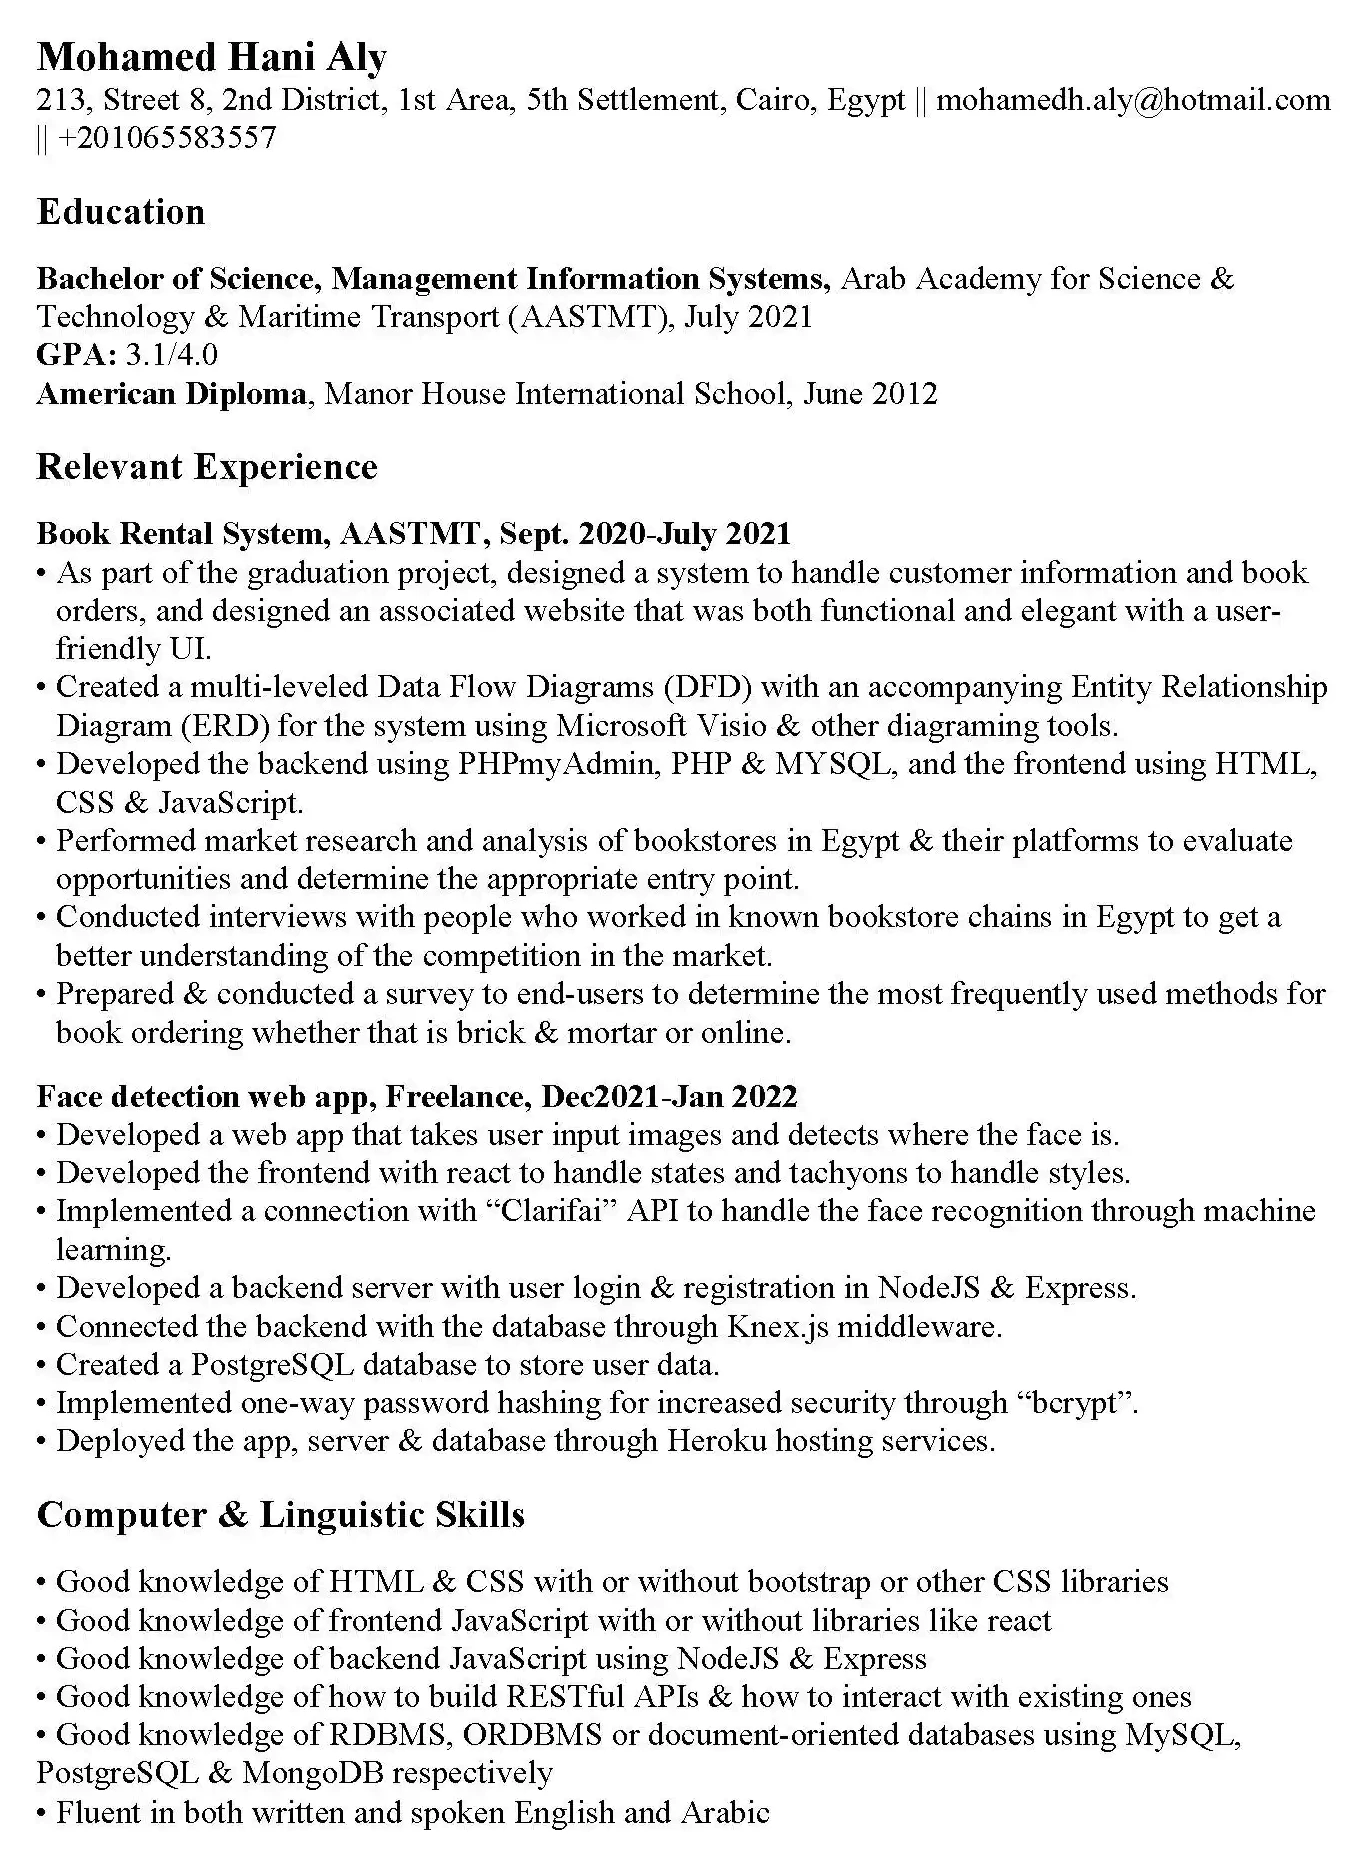 Mohamed Hani Aly
213, Street 8, 2nd District, 1st Area, 5th Settlement, Cairo, Egypt || mohamedh.aly@hotmail.com
|| +201065583557
Education
Bachelor of Science, Management Information Systems, Arab Academy for Science &
Technology & Maritime Transport (AASTMT), July 2021
GPA: 3.1/4.0
American Diploma, Manor House International School, June 2012
Relevant Experience
Book Rental System, AASTMT, Sept. 2020-July 2021
• As part of the graduation project, designed a system to handle customer information and book
orders, and designed an associated website that was both functional and elegant with a user-
friendly UI.
• Created a multi-leveled Data Flow Diagrams (DFD) with an accompanying Entity Relationship
Diagram (ERD) for the system using Microsoft Visio & other diagraming tools.
• Developed the backend using PHPmyAdmin, PHP & MYSQL, and the frontend using HTML,
CSS & JavaScript.
• Performed market research and analysis of bookstores in Egypt & their platforms to evaluate
opportunities and determine the appropriate entry point.
• Conducted interviews with people who worked in known bookstore chains in Egypt to get a
better understanding of the competition in the market.
• Prepared & conducted a survey to end-users to determine the most frequently used methods for
book ordering whether that is brick & mortar or online.
Face detection web app, Freelance, Dec2021-Jan 2022
• Developed a web app that takes user input images and detects where the face is.
• Developed the frontend with react to handle states and tachyons to handle styles.
• Implemented a connection with “Clarifai” API to handle the face recognition through machine
learning.
• Developed a backend server with user login & registration in NodeJS & Express.
• Connected the backend with the database through Knex.js middleware.
• Created a PostgreSQL database to store user data.
• Implemented one-way password hashing for increased security through “bcrypt”.
• Deployed the app, server & database through Heroku hosting services.
Computer & Linguistic Skills
• Good knowledge of HTML & CSS with or without bootstrap or other CSS libraries
• Good knowledge of frontend JavaScript with or without libraries like react
• Good knowledge of backend JavaScript using NodeJS & Express
• Good knowledge of how to build RESTful APIs & how to interact with existing ones
• Good knowledge of RDBMS, ORDBMS or document-oriented databases using MySQL,
PostgreSQL & MongoDB respectively
• Fluent in both written and spoken English and Arabic